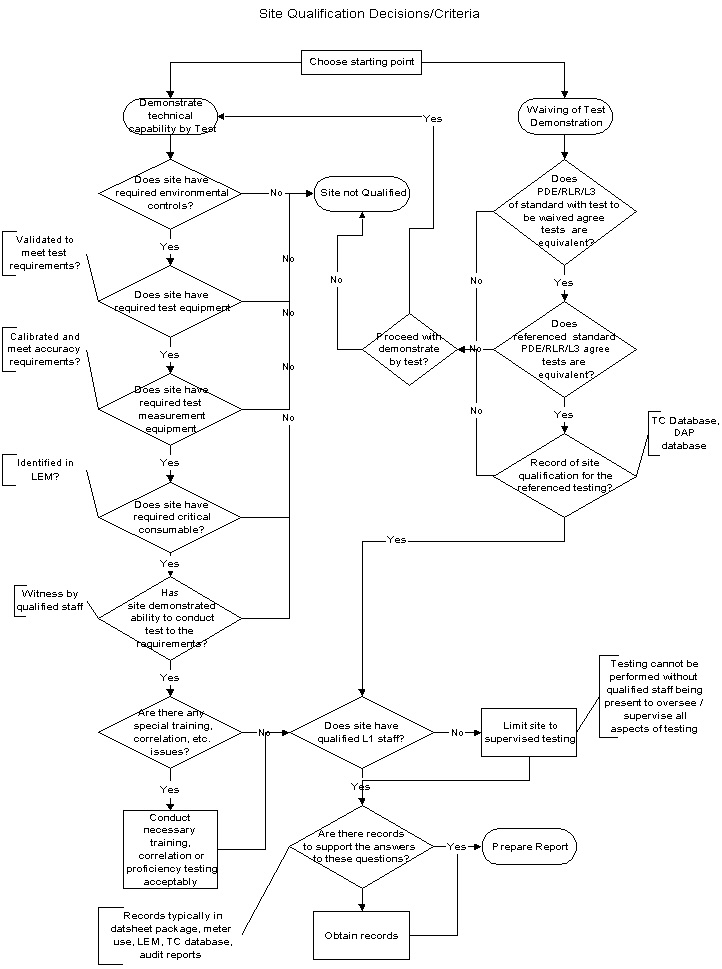 Site Qualification Decisions/Criteria
Choose starting point
Demonstrate
technical
capability by Test
Yes
Waiving of Test
Demonstration
Does site have
required environmental
controls?
No
Site not Qualified
Does
PDE/RLR/L3
of standard with test to
be waived agree
tests are
equivalent?
Yes
Validated to
meet test
requirements?
No
No
No
Yes
Does site have
required test equipment
No
Calibrated and
meet accuracy
requirements?
Yes
Proceed with
demonstrate
by test?
No
Does
referenced standard
PDE/RLR/L3 agree
tests are
equivalent?
Does site have
required test
measurement
equipment
No
No
No
Yes
TC Database,
DAP
database
Identified in
LEM?
Yes
Record of site
qualification for the
referenced testing?
Does site have
required critical
consumable?
Yes
Yes
Witness by
qualified staff
Has
site demonstrated
ability to conduct
test to the
requirements?
Yes
Testing cannot be
performed without
qualified staff being
present to oversee /
supervise all
aspects of testing
Are there any
special training,
correlation, etc.
issues?
No
Does site have
qualified L1 staff?
No
Limit site to
supervised testing
Yes
Yes
Conduct
necessary
training,
correlation or
proficiency testing
acceptably
Are there records
to support the answers
to these questions?
Yes
Prepare Report
Records typically in
datsheet package, meter
use, LEM, TC database,
audit reports
Obtain records